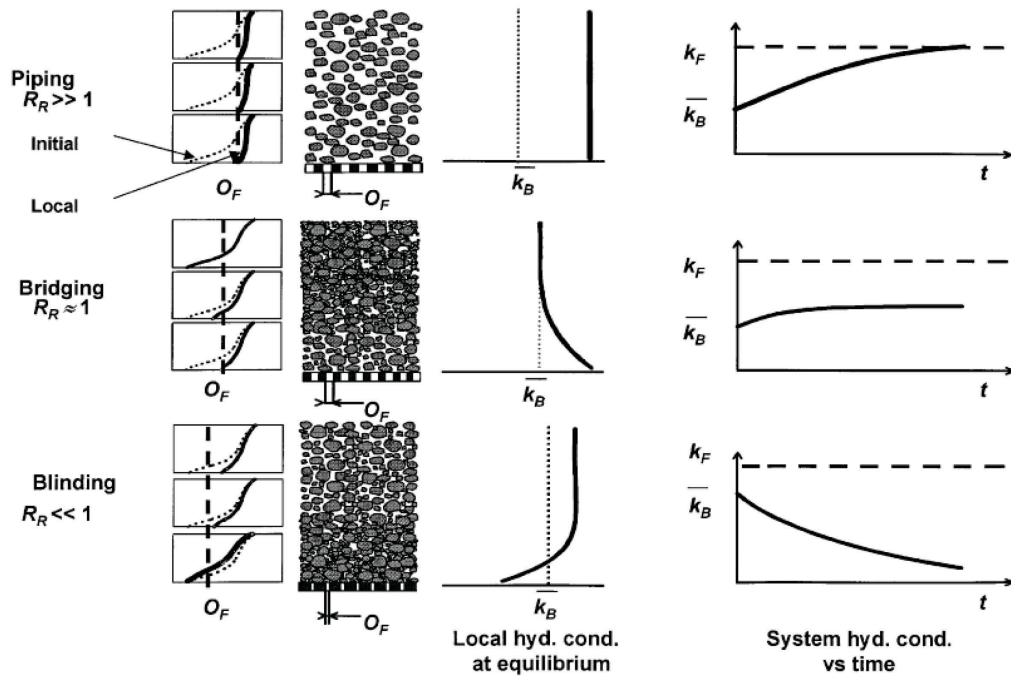 Piping
R_R >> 1
Initial
Local
O_F
O_F
k_B
k_F
k_B
t
Bridging
R_R ≈ 1
O_F
O_F
k_B
k_F
k_B
t
Blinding
R_R << 1
O_F
O_F
k_B
k_F
k_B
t
Local hyd. cond.
at equilibrium
System hyd. cond.
vs time